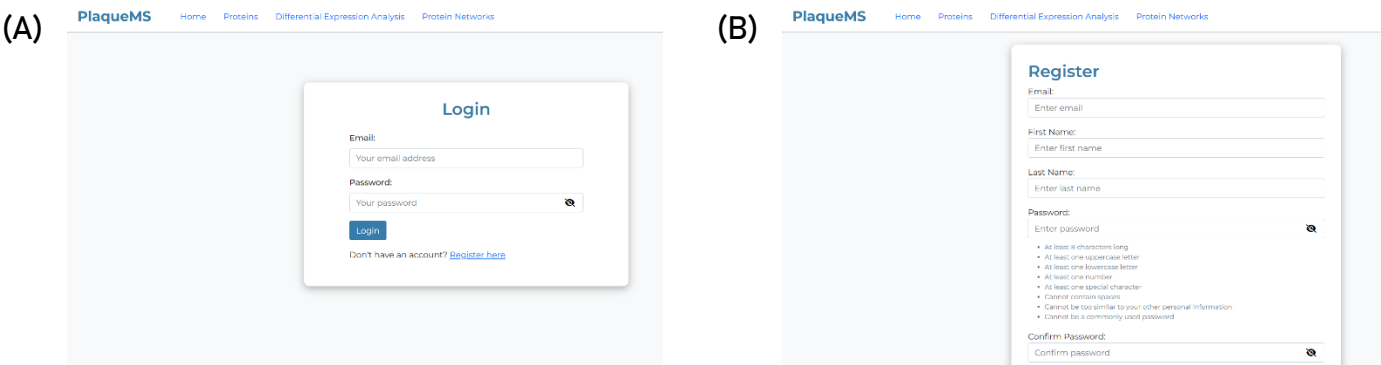 (A)
PlaqueMS Home Proteins Differential Expression Analysis Protein Networks
Login
Email:
Your email address
Password:
Your password
Login
Don't have an account? Register here
(B)
PlaqueMS Home Proteins Differential Expression Analysis Protein Networks
Register
Email:
Enter email
First Name:
Enter first name
Last Name:
Enter last name
Password:
Enter password
• At least 8 characters long
• At least one uppercase letter
• At least one lowercase letter
• At least one number
• At least one special character
• Cannot contain spaces
• Cannot be too similar to your other personal information
• Cannot be a commonly used password
Confirm Password:
Confirm password